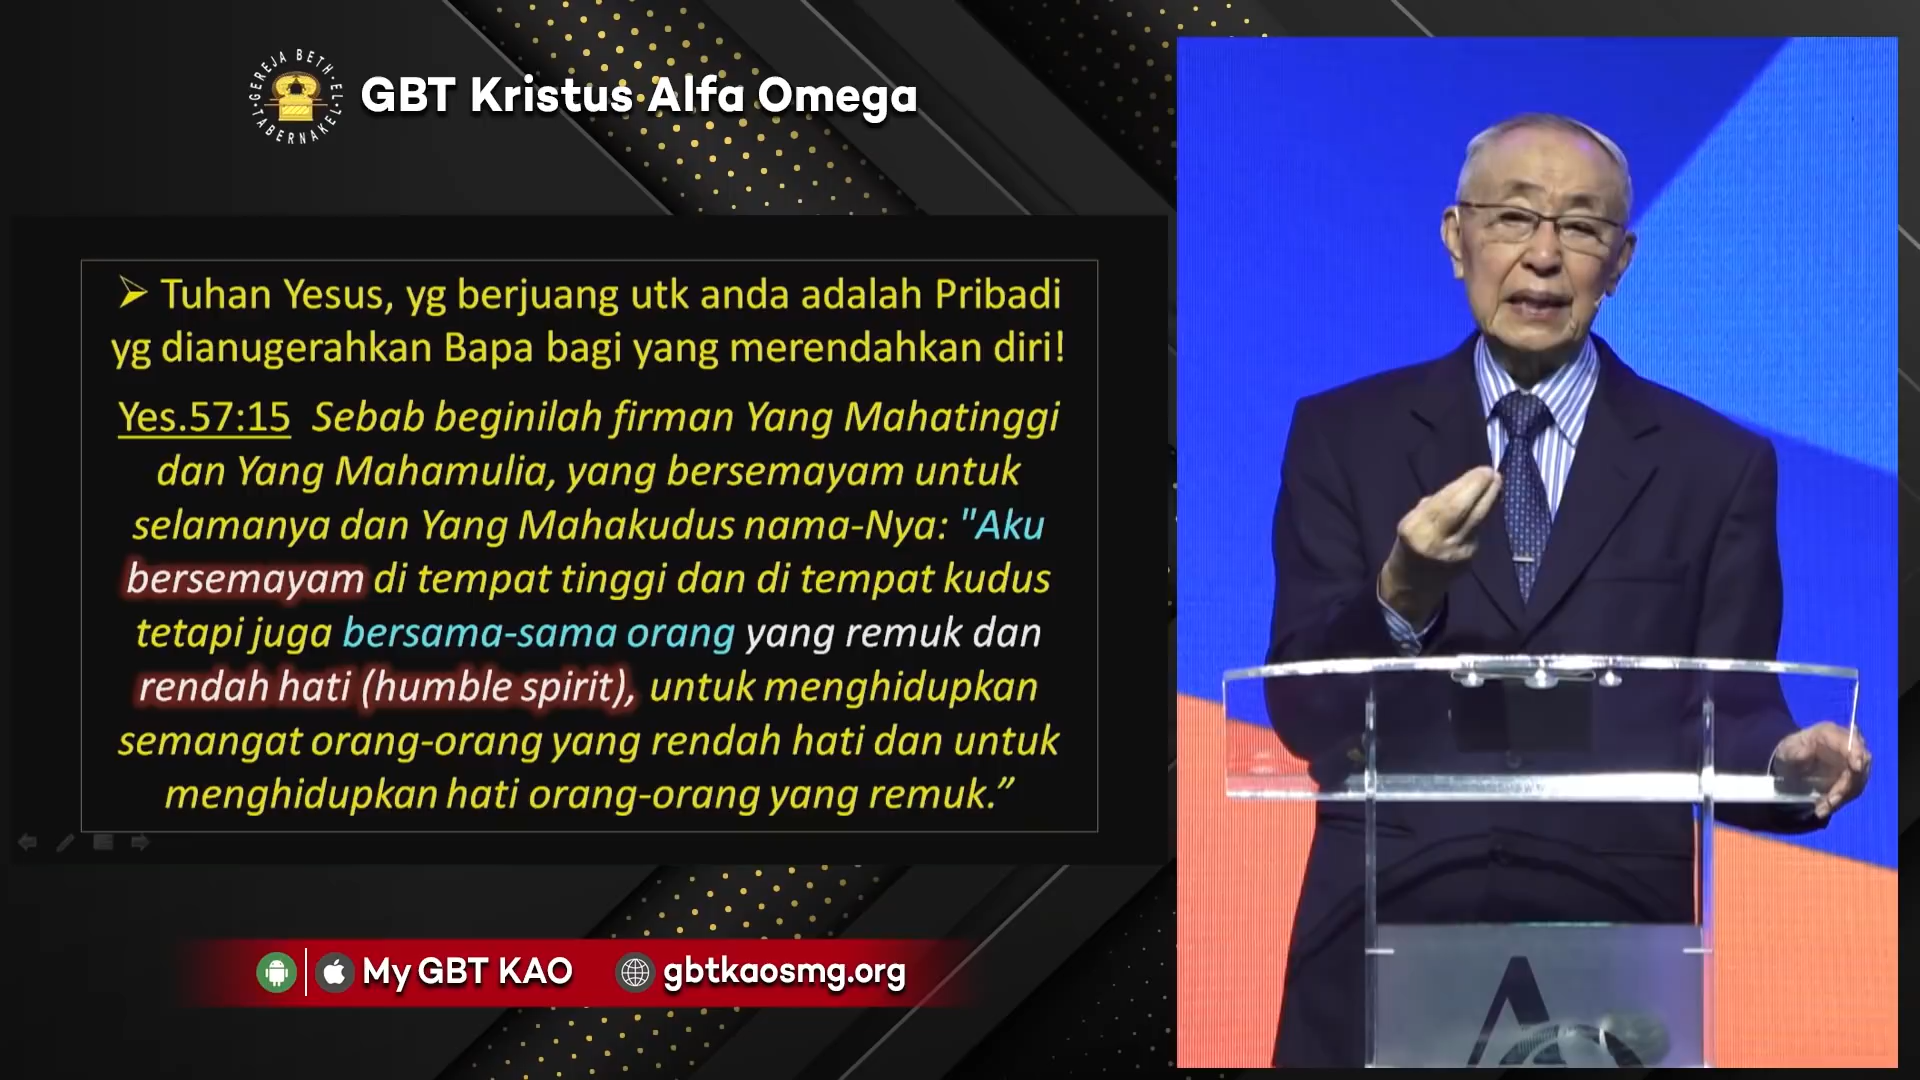 GEREJA BETH-EL
TABERNAKEL
GBT Kristus Alfa Omega
➢ Tuhan Yesus, yg berjuang utk anda adalah Pribadi
yg dianugerahkan Bapa bagi yang merendahkan diri!
Yes.57:15 Sebab beginilah firman Yang Mahatinggi
dan Yang Mahamulia, yang bersemayam untuk
selamanya dan Yang Mahakudus nama-Nya: "Aku
bersemayam di tempat tinggi dan di tempat kudus
tetapi juga bersama-sama orang yang remuk dan
rendah hati (humble spirit), untuk menghidupkan
semangat orang-orang yang rendah hati dan untuk
menghidupkan hati orang-orang yang remuk.”
My GBT KAO
gbtkaosmg.org